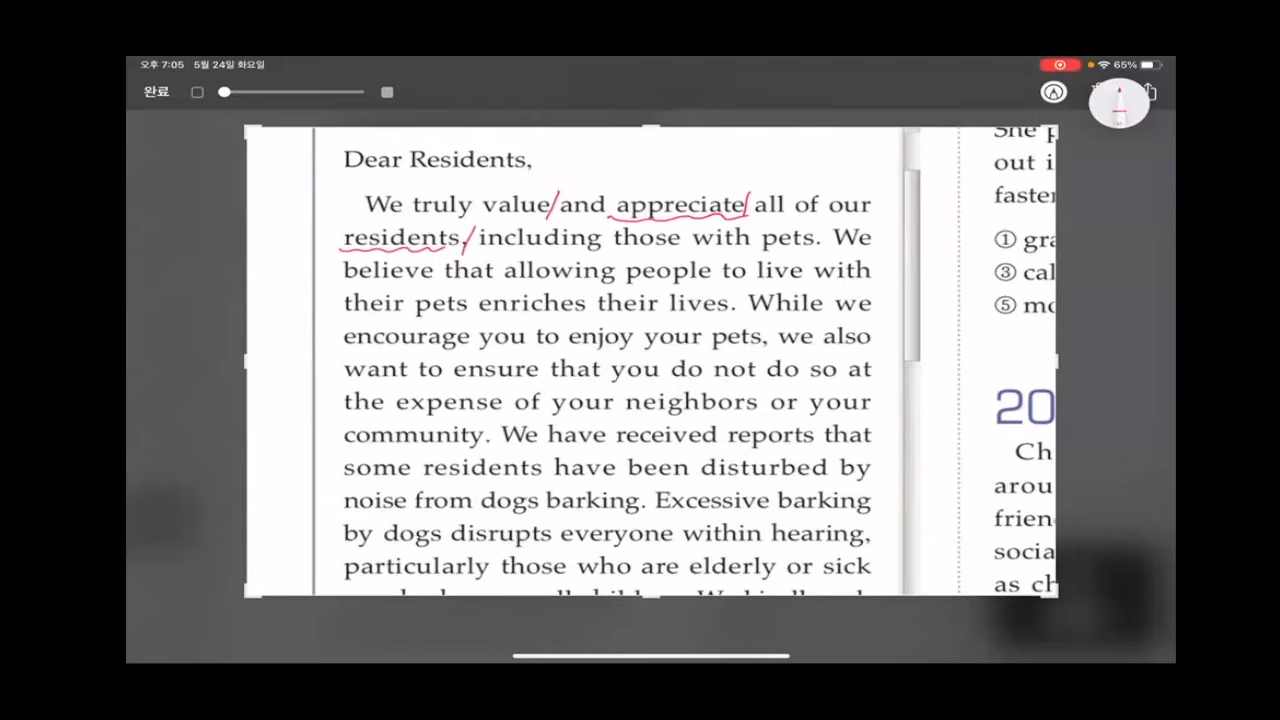 오후 7:05 5월 24일 화요일
65%
완료
Dear Residents,
We truly value and appreciate all of our
residents, including those with pets. We
believe that allowing people to live with
their pets enriches their lives. While we
encourage you to enjoy your pets, we also
want to ensure that you do not do so at
the expense of your neighbors or your
community. We have received reports that
some residents have been disturbed by
noise from dogs barking. Excessive barking
by dogs disrupts everyone within hearing,
particularly those who are elderly or sick
She p
out i
faster
① gra
③ cal
⑤ mo
20
Ch
arou
frien
socia
as ch